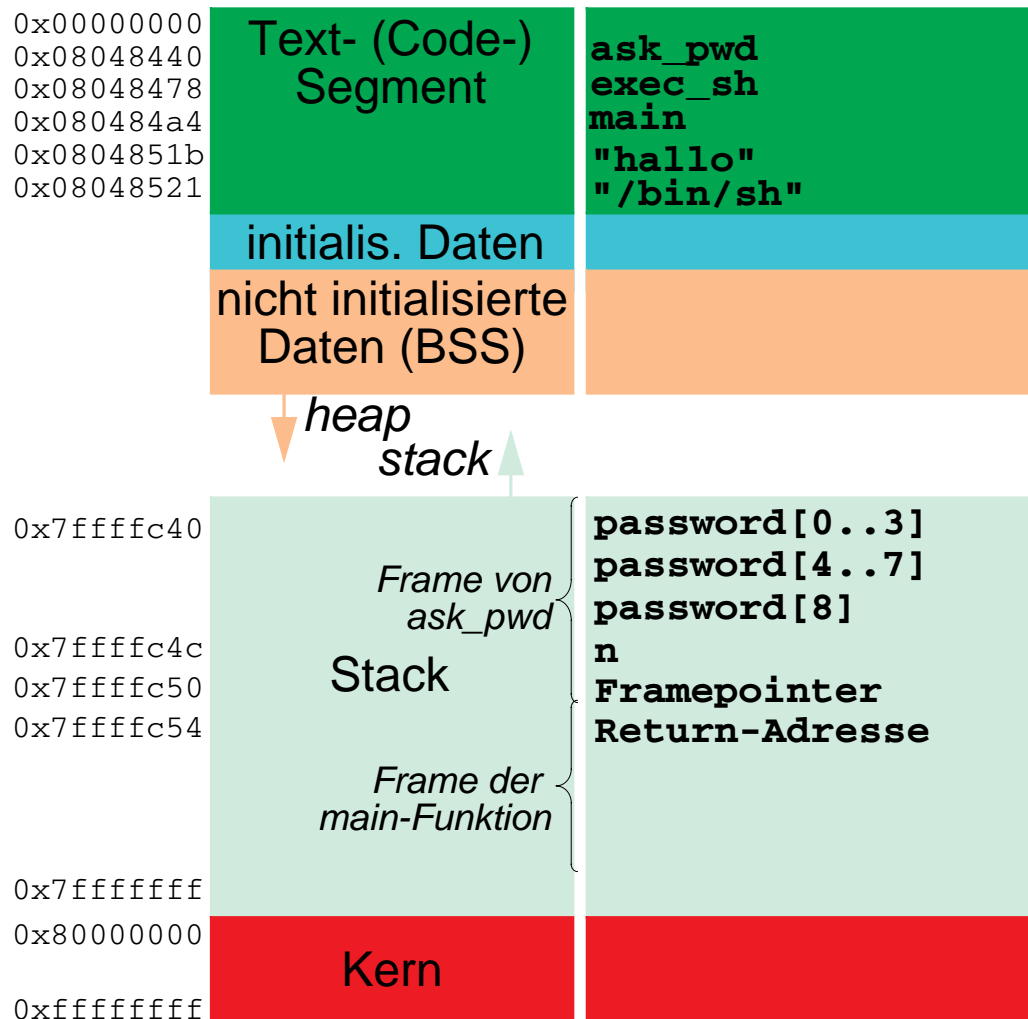 0x00000000
0x08048440
0x08048478
0x080484a4
0x0804851b
0x08048521
Text- (Code-)
Segment
ask_pwd
exec_sh
main
"hallo"
"/bin/sh"
initialis. Daten
nicht initialisierte
Daten (BSS)
heap
stack
0x7ffffc40
0x7ffffc4c
0x7ffffc50
0x7ffffc54
0x7fffffff
Frame von
ask_pwd
Stack
Frame der
main-Funktion
password[0..3]
password[4..7]
password[8]
n
Framepointer
Return-Adresse
0x80000000
Kern
0xffffffff